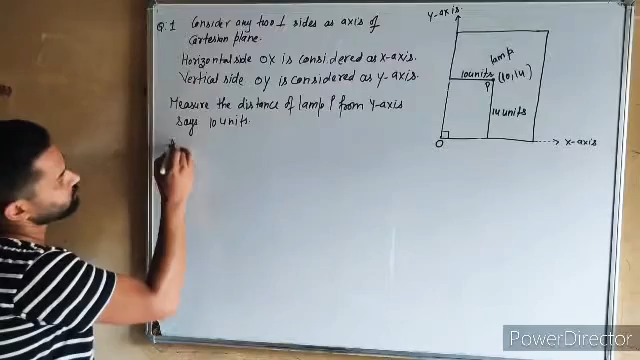 Q.1 Consider any two ⊥ sides as axis of
Cartesian plane.
Horizontal side OX is considered as x-axis.
Vertical side OY is considered as y-axis.
Measure the distance of lamp P from Y-axis
says 10 units.
Y-axis
lamp
10 units (10,14)
P
14 units
O
X-axis
PowerDirector